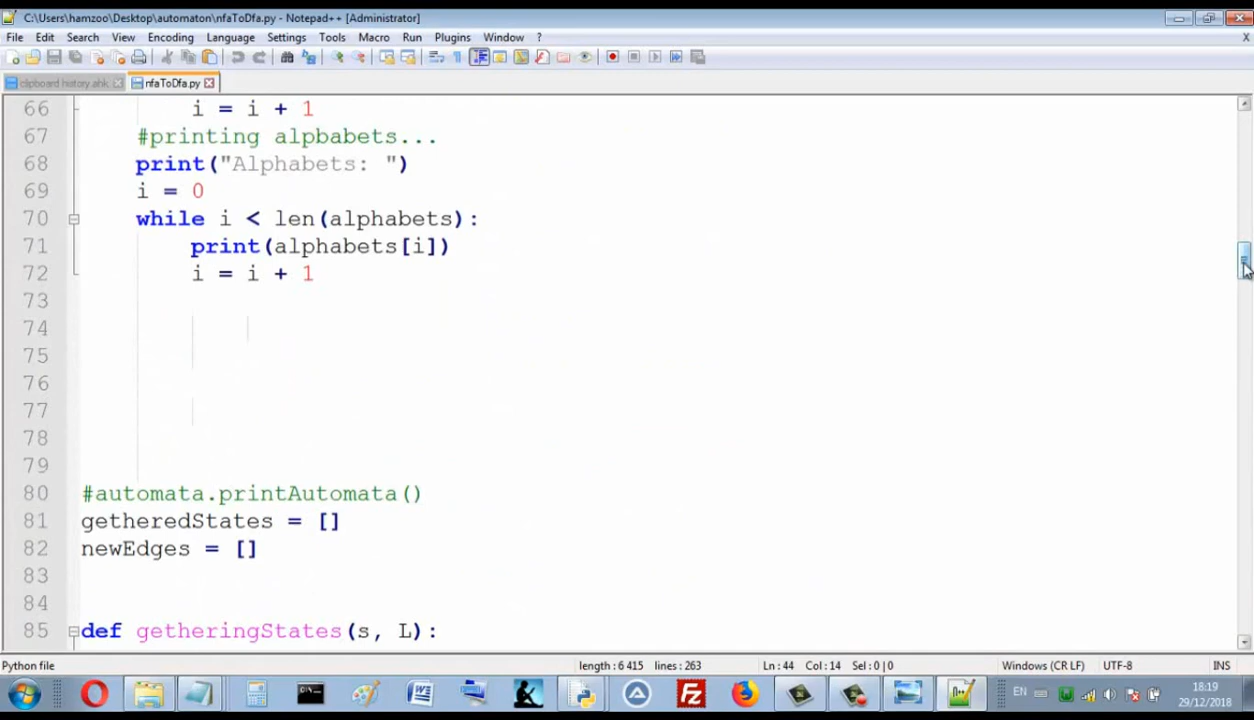 C:\Users\hamzoo\Desktop\automaton\nfaToDfa.py - Notepad++ [Administrator]
File Edit Search View Encoding Language Settings Tools Macro Run Plugins Window ? X
clipboard history.ahk nfaToDfa.py
66 i = i + 1
67 #printing alpbabets...
68 print("Alphabets: ")
69 i = 0
70 while i < len(alphabets):
71 print(alphabets[i])
72 i = i + 1
73
74
75
76
77
78
79
80 #automata.printAutomata()
81 getheredStates = []
82 newEdges = []
83
84
85 def getheringStates(s, L):
Python file length : 6 415 lines : 263 Ln : 44 Col : 14 Sel : 0 | 0 Windows (CR LF) UTF-8 INS
EN 18:19
29/12/2018